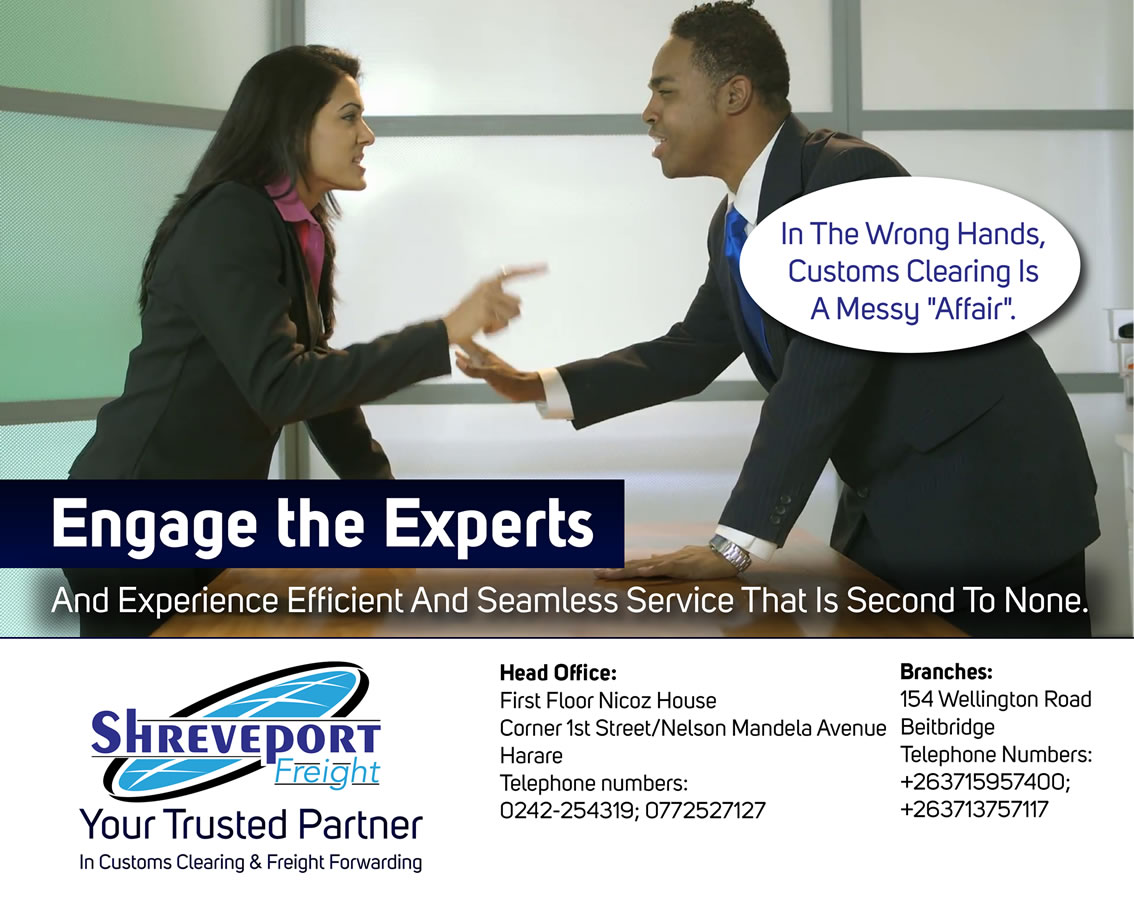 In The Wrong Hands,
Customs Clearing Is
A Messy "Affair".
Engage the Experts
And Experience Efficient And Seamless Service That Is Second To None.
SHREVEPORT
Freight
Your Trusted Partner
In Customs Clearing & Freight Forwarding
Head Office:
First Floor Nicoz House
Corner 1st Street/Nelson Mandela Avenue
Harare
Telephone numbers:
0242-254319; 0772527127
Branches:
154 Wellington Road
Beitbridge
Telephone Numbers:
+263715957400;
+263713757117